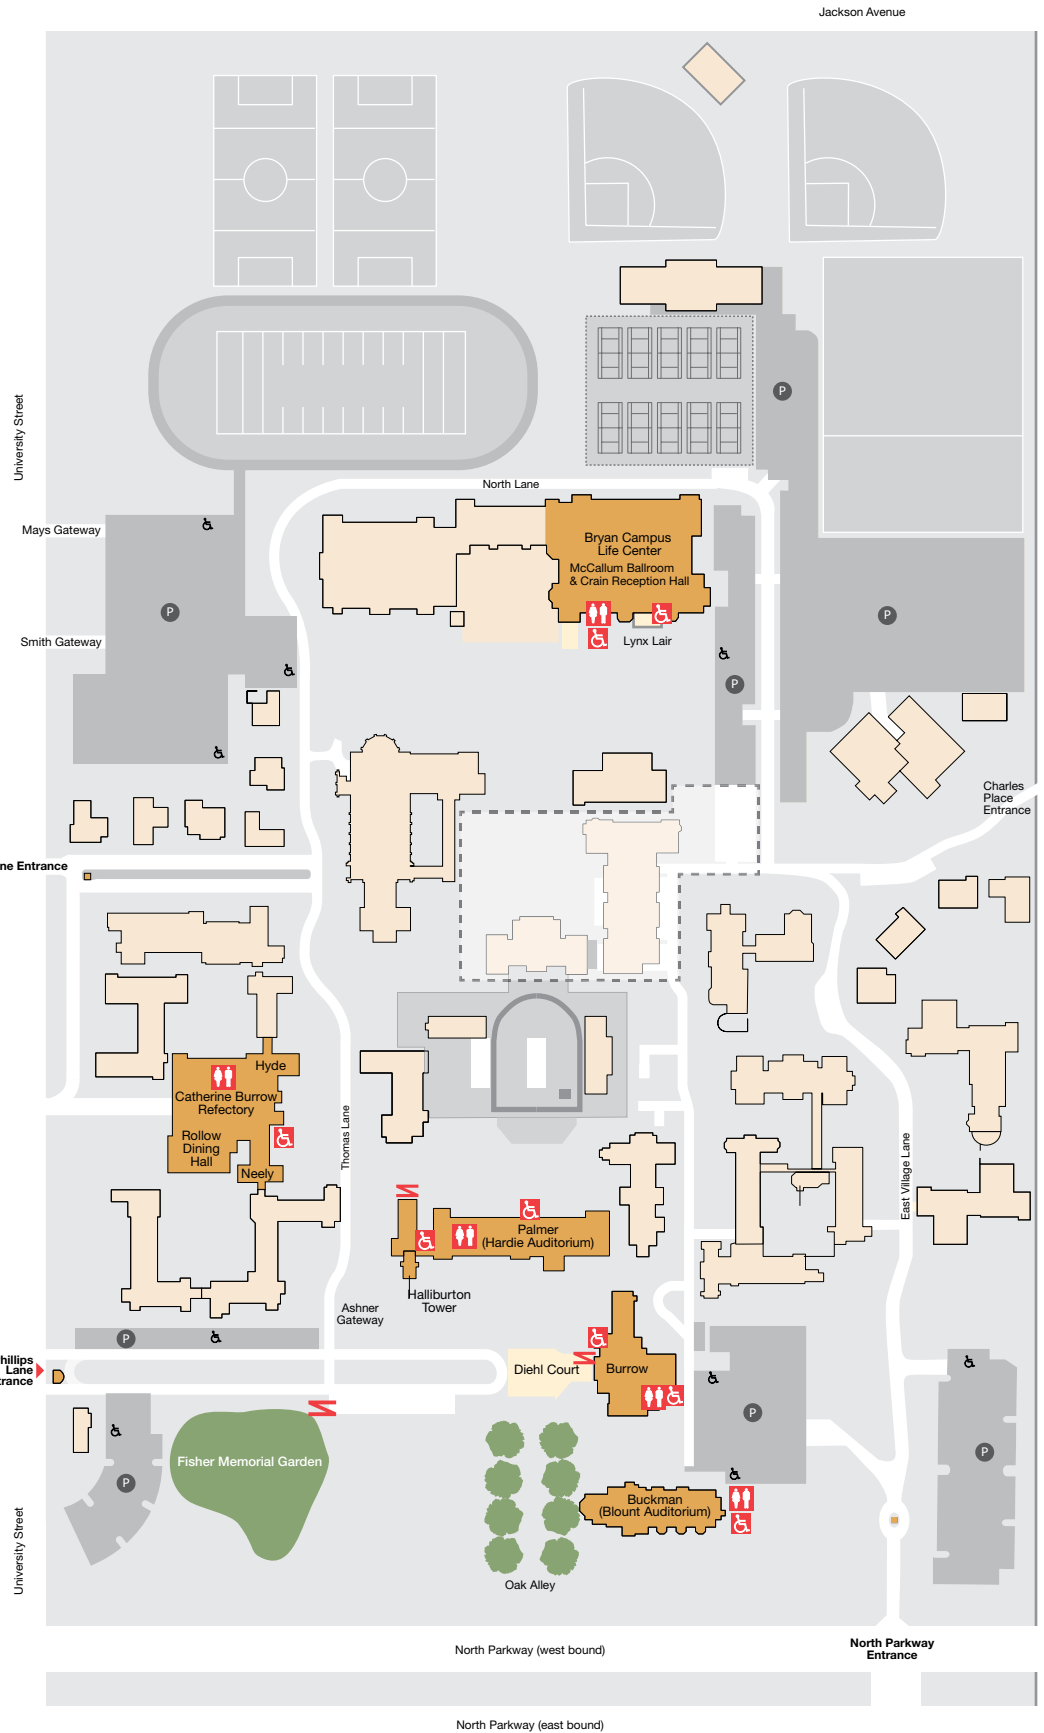 Jackson Avenue
University Street
North Lane
Mays Gateway
Bryan Campus
Life Center
McCallum Ballroom
& Crain Reception Hall
P
P
P
Smith Gateway
Lynx Lair
P
Charles
Place
Entrance
ne Entrance
Hyde
Catherine Burrow
Refectory
Rollow
Dining
Hall
Neely
Thomas Lane
East Village Lane
Palmer
(Hardie Auditorium)
Halliburton
Tower
Ashner
Gateway
P
hillips
Lane
trance
Diehl Court
Burrow
P
Fisher Memorial Garden
P
P
Buckman
(Blount Auditorium)
University Street
Oak Alley
North Parkway (west bound)
North Parkway
Entrance
North Parkway (east bound)